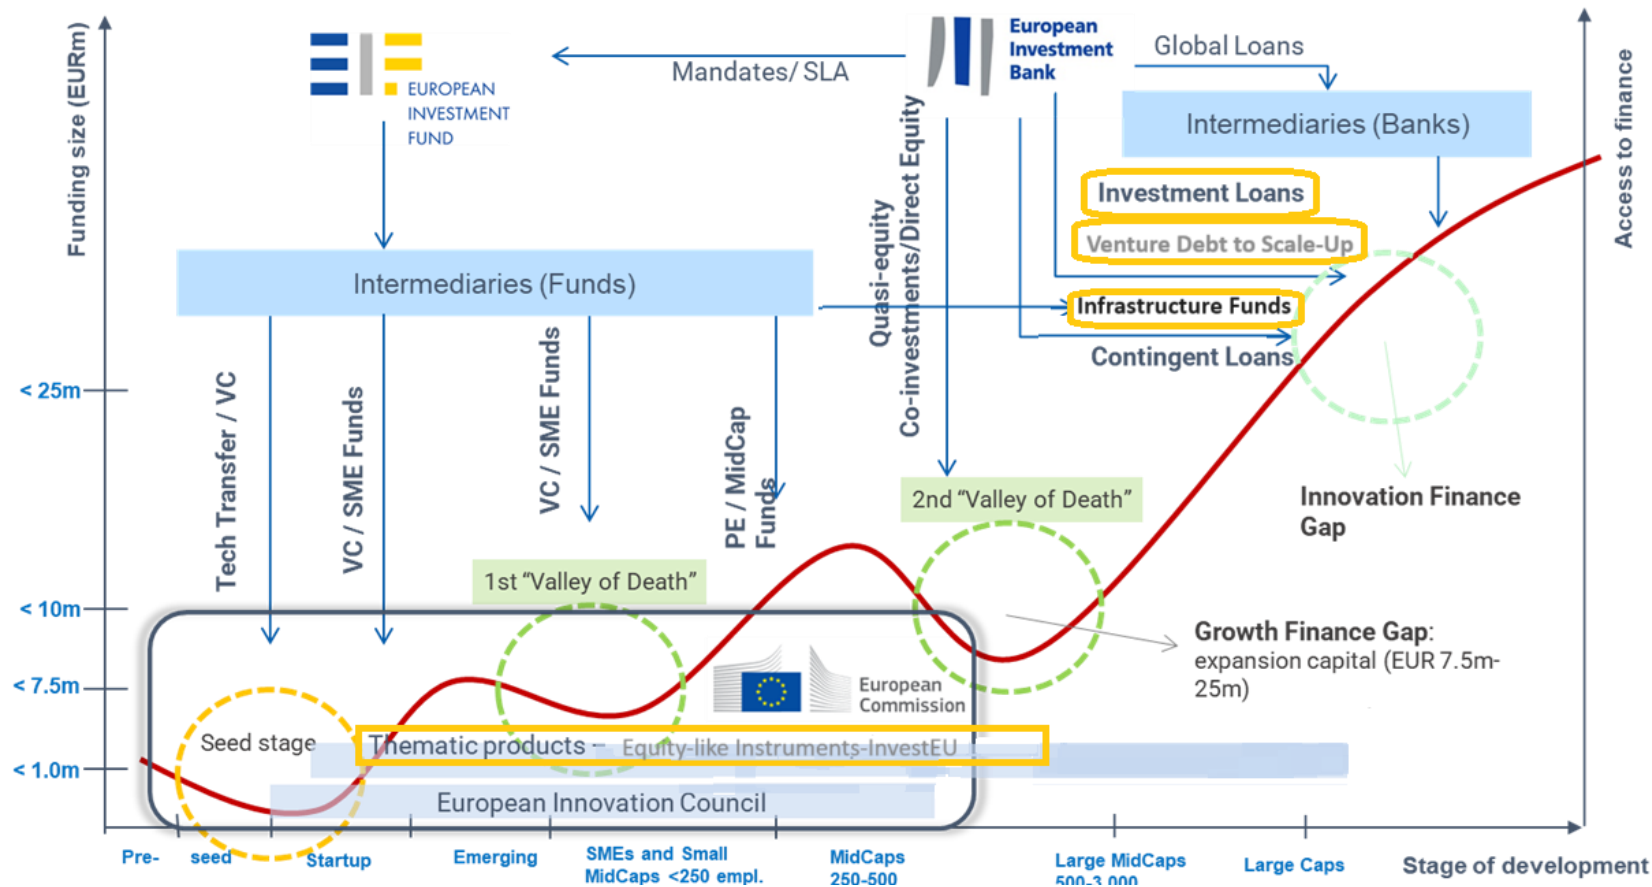 Funding size (EURm)
EUROPEAN
INVESTMENT
FUND
Mandates/ SLA
European
Investment
Bank
Global Loans
Intermediaries (Banks)
Access to finance
Investment Loans
Venture Debt to Scale-Up
Infrastructure Funds
Contingent Loans
Intermediaries (Funds)
Quasi-equity
Co-investments/Direct Equity
< 25m
Tech Transfer / VC
VC / SME Funds
VC / SME Funds
PE / MidCap
Funds
2nd “Valley of Death”
Innovation Finance
Gap
1st “Valley of Death”
< 10m
Growth Finance Gap:
expansion capital (EUR 7.5m-
25m)
< 7.5m
European
Commission
Seed stage
Thematic products - Equity-like Instruments-InvestEU
< 1.0m
European Innovation Council
Pre- seed
Startup
Emerging
SMEs and Small
MidCaps <250 empl.
MidCaps
250-500
Large MidCaps
500-3.000
Large Caps
Stage of development